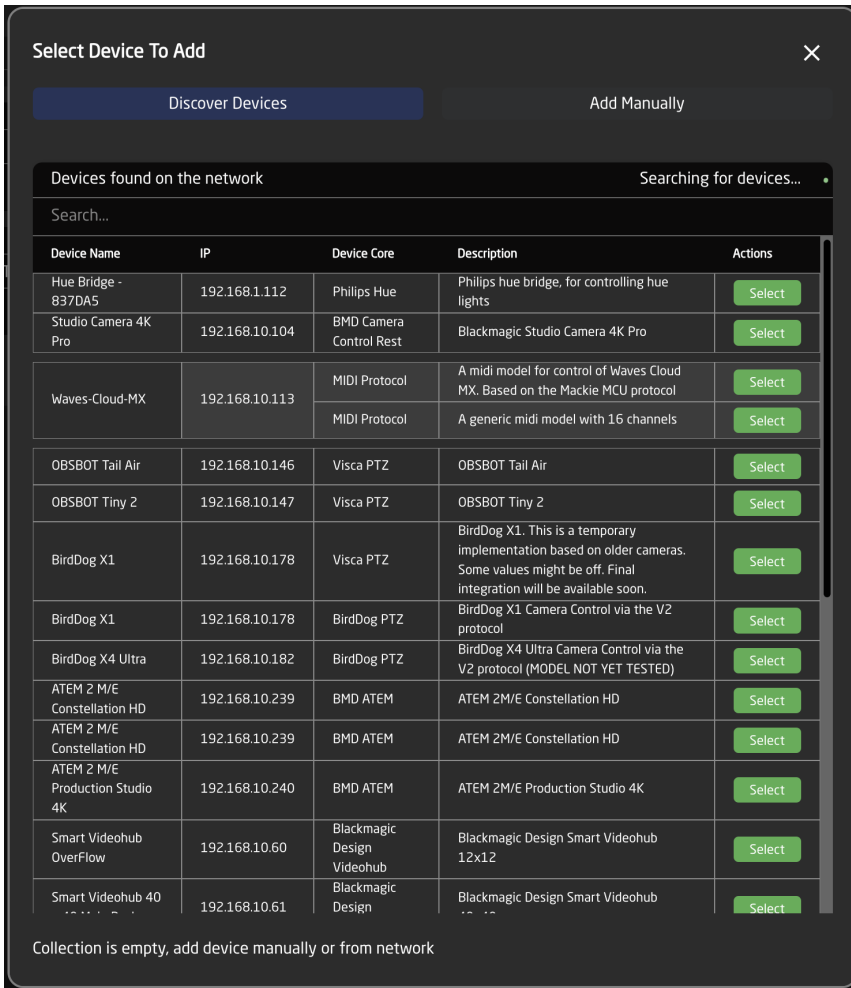 Select Device To Add
Discover Devices
Add Manually
Devices found on the network
Searching for devices...
Search...
Device Name IP Device Core Description Actions
Hue Bridge -
837DA5
192.168.1.112
Philips Hue
Philips hue bridge, for controlling hue
lights
Select
Studio Camera 4K
Pro
192.168.10.104
BMD Camera
Control Rest
Blackmagic Studio Camera 4K Pro
Select
Waves-Cloud-MX
192.168.10.113
MIDI Protocol
A midi model for control of Waves Cloud
MX. Based on the Mackie MCU protocol
Select
MIDI Protocol
A generic midi model with 16 channels
Select
OBSBOT Tail Air
192.168.10.146
Visca PTZ
OBSBOT Tail Air
Select
OBSBOT Tiny 2
192.168.10.147
Visca PTZ
OBSBOT Tiny 2
Select
BirdDog X1
192.168.10.178
Visca PTZ
BirdDog X1. This is a temporary
implementation based on older cameras.
Some values might be off. Final
integration will be available soon.
Select
BirdDog X1
192.168.10.178
BirdDog PTZ
BirdDog X1 Camera Control via the V2
protocol
Select
BirdDog X4 Ultra
192.168.10.182
BirdDog PTZ
BirdDog X4 Ultra Camera Control via the
V2 protocol (MODEL NOT YET TESTED)
Select
ATEM 2 M/E
Constellation HD
192.168.10.239
BMD ATEM
ATEM 2M/E Constellation HD
Select
ATEM 2 M/E
Constellation HD
192.168.10.239
BMD ATEM
ATEM 2M/E Constellation HD
Select
ATEM 2 M/E
Production Studio
4K
192.168.10.240
BMD ATEM
ATEM 2M/E Production Studio 4K
Select
Smart Videohub
OverFlow
192.168.10.60
Blackmagic
Design
Videohub
Blackmagic Design Smart Videohub
12x12
Select
Smart Videohub 40
192.168.10.61
Blackmagic
Design
Blackmagic Design Smart Videohub
Select
Collection is empty, add device manually or from network